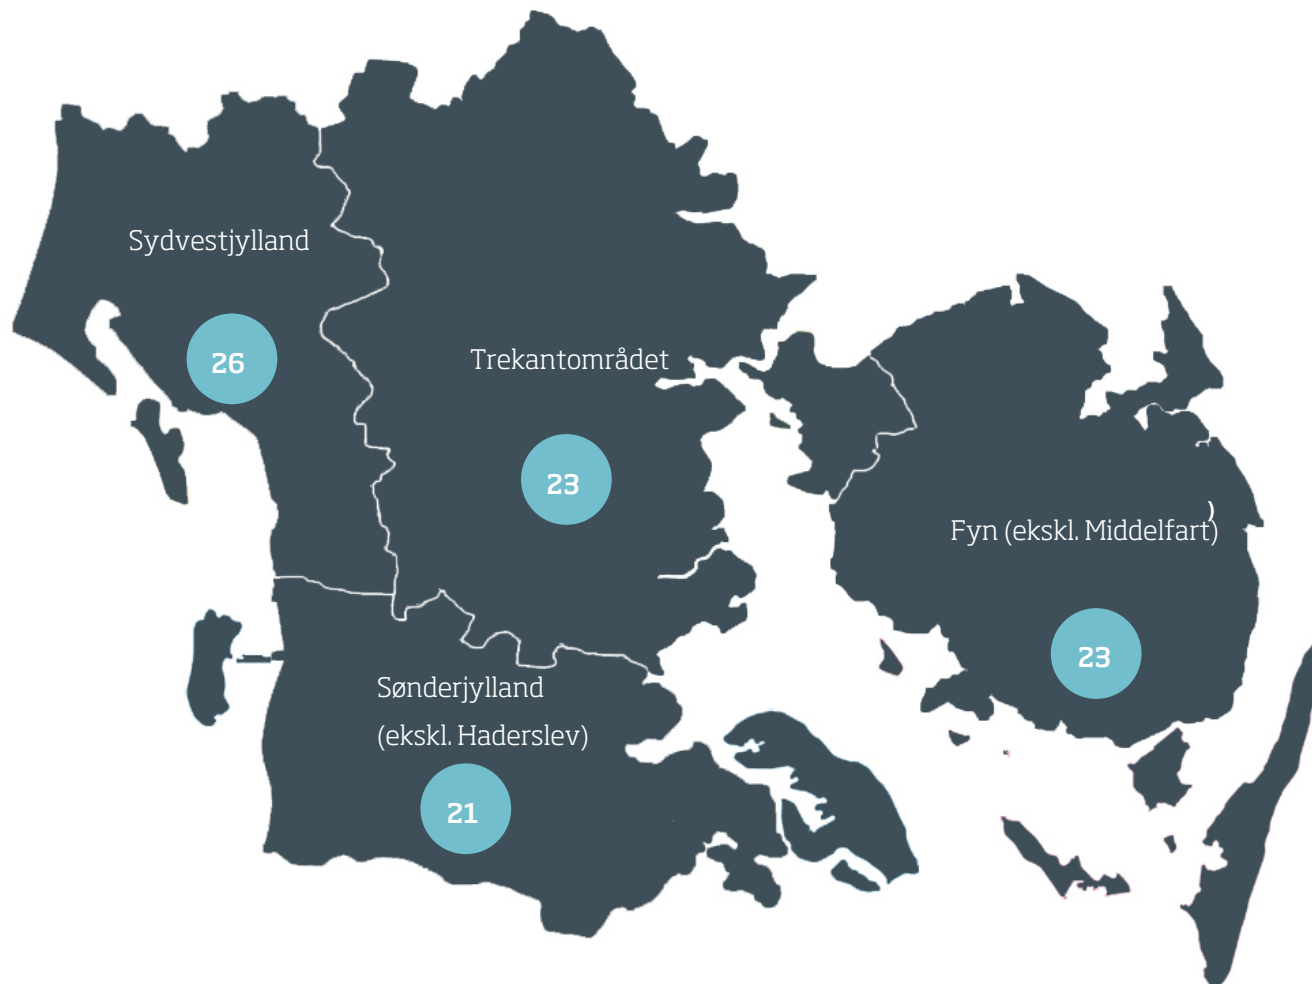 Sydvestjylland
26
Trekantområdet
23
)
Fyn (ekskl. Middelfart)
23
Sønderjylland
(ekskl. Haderslev)
21